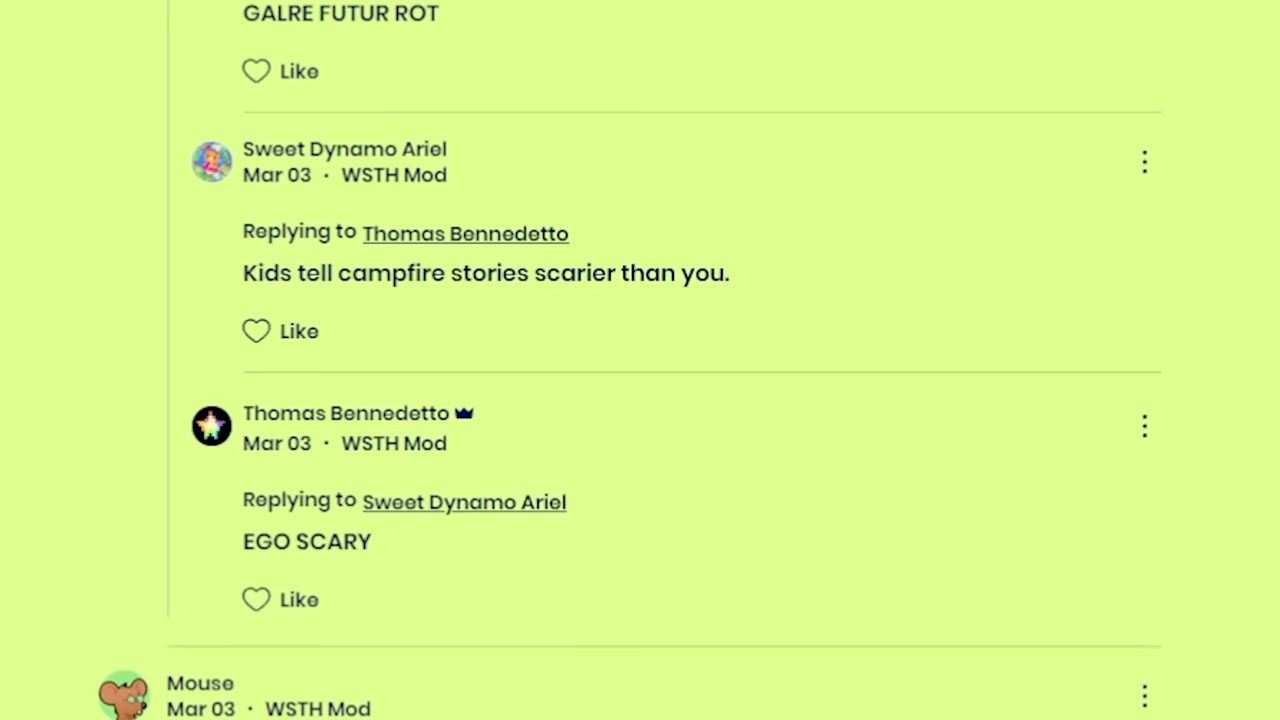 GALRE FUTUR ROT
Like
Sweet Dynamo Ariel
Mar 03 · WSTH Mod
Replying to Thomas Bennedetto
Kids tell campfire stories scarier than you.
Like
Thomas Bennedetto
Mar 03 · WSTH Mod
Replying to Sweet Dynamo Ariel
EGO SCARY
Like
Mouse
Mar 03 · WSTH Mod